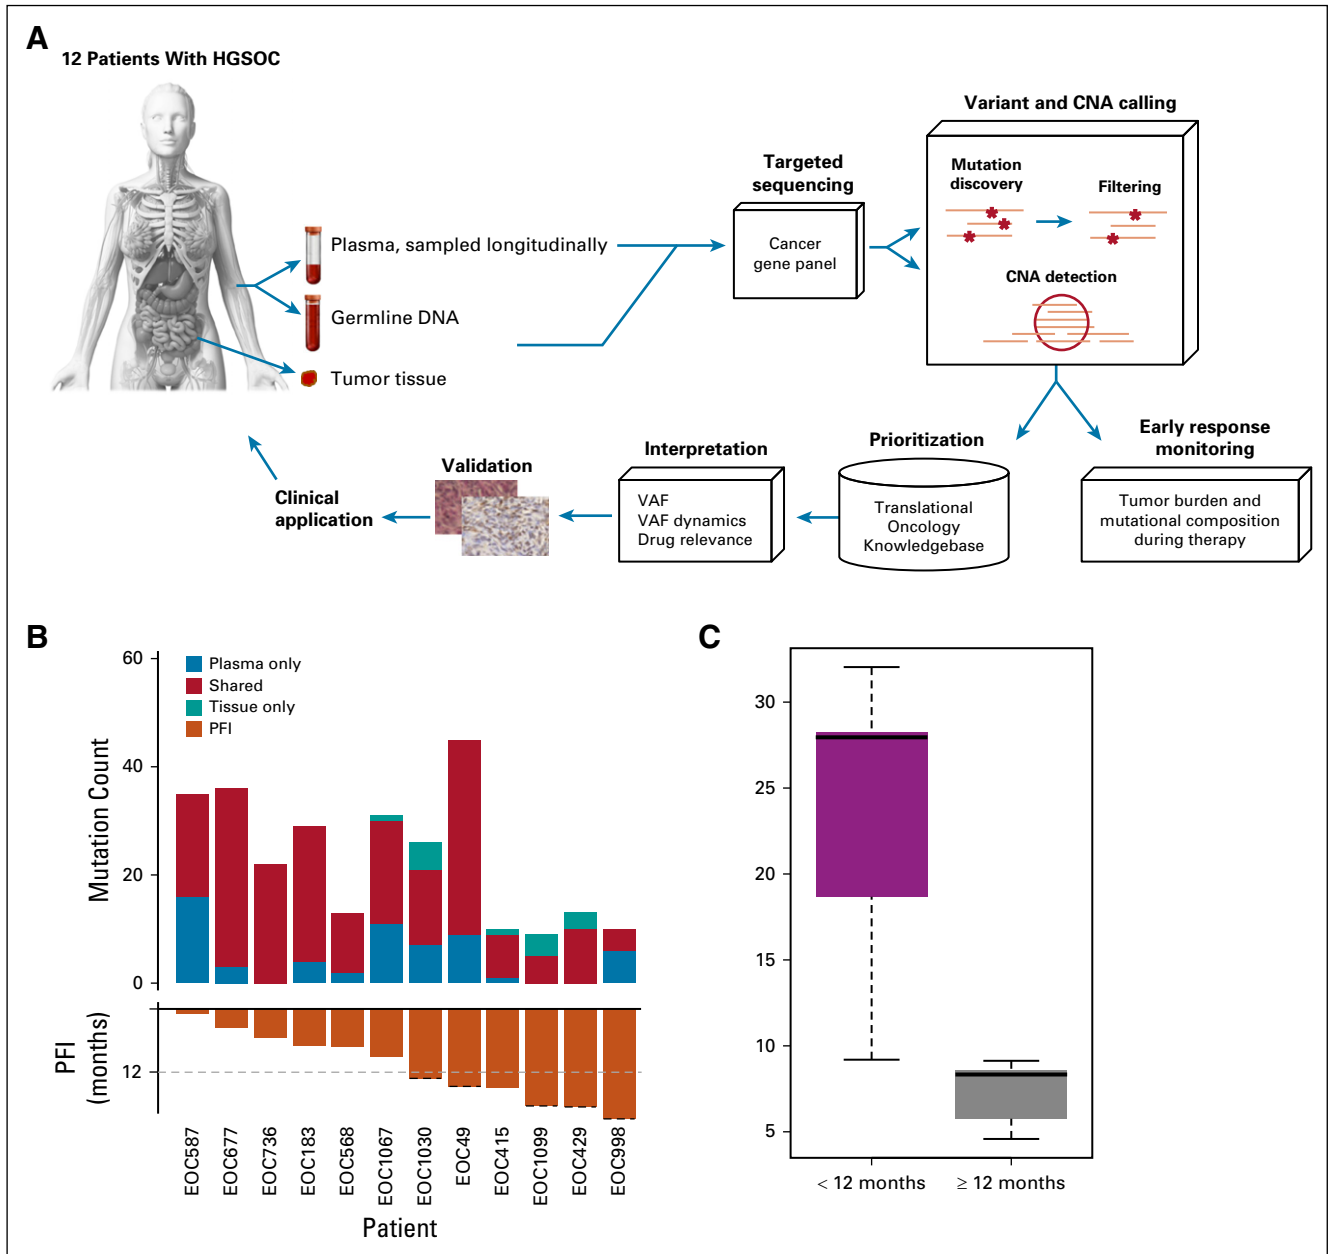 A
12 Patients With HGSOC
Plasma, sampled longitudinally
Germline DNA
Tumor tissue
Targeted
sequencing
Cancer
gene panel
Variant and CNA calling
Mutation
discovery
Filtering
CNA detection
Early response
monitoring
Tumor burden and
mutational composition
during therapy
Prioritization
Translational
Oncology
Knowledgebase
Interpretation
VAF
VAF dynamics
Drug relevance
Validation
Clinical
application
B
Mutation Count
60
40
20
0
Plasma only
Shared
Tissue only
PFI
PFI
(months)
12
EOC587
EOC677
EOC736
EOC183
EOC568
EOC1067
EOC1030
EOC49
EOC415
EOC1099
EOC429
EOC998
Patient
C
30
25
20
15
10
5
< 12 months
≥ 12 months